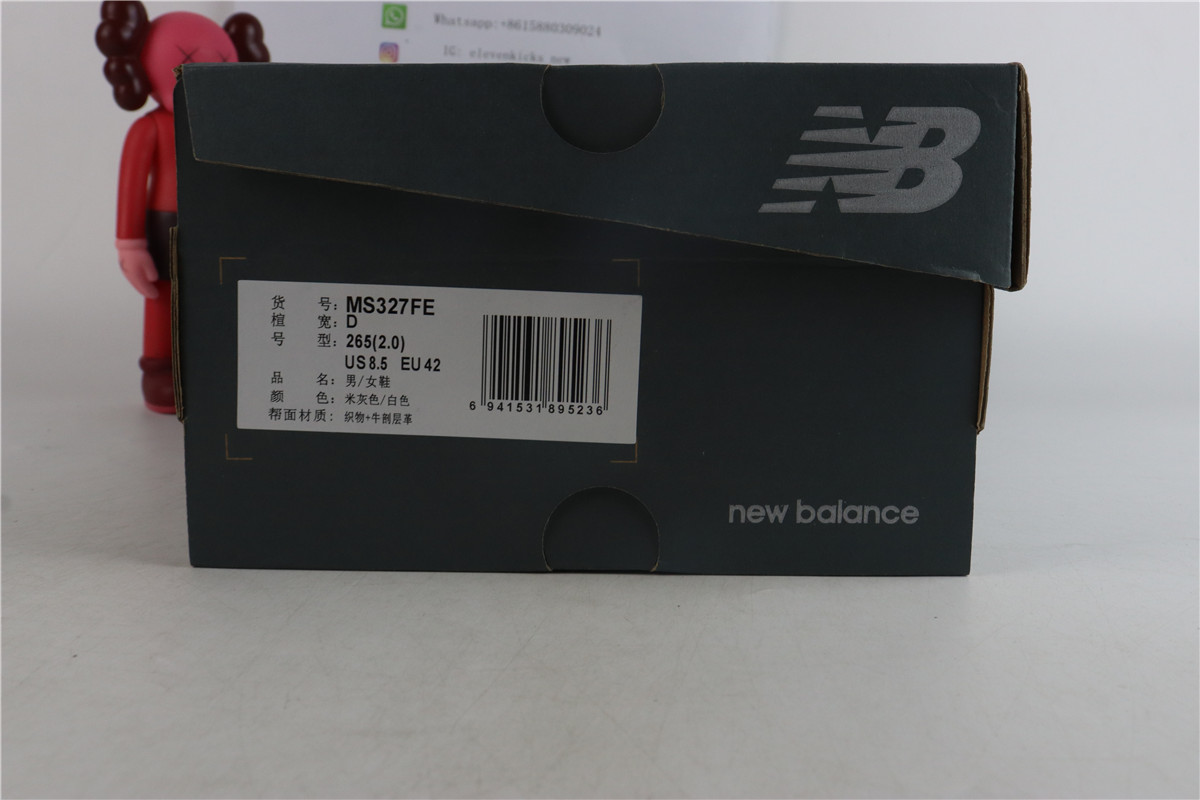 Whatsapp:+8615880309024
IG: elevenkicks_new
NB
货 号: MS327FE
楦 宽: D
号 型: 265(2.0)
US 8.5 EU 42
品 名: 男/女鞋
颜 色: 米灰色/白色
帮面材质: 织物+牛剖层革
6 941531 895236
new balance